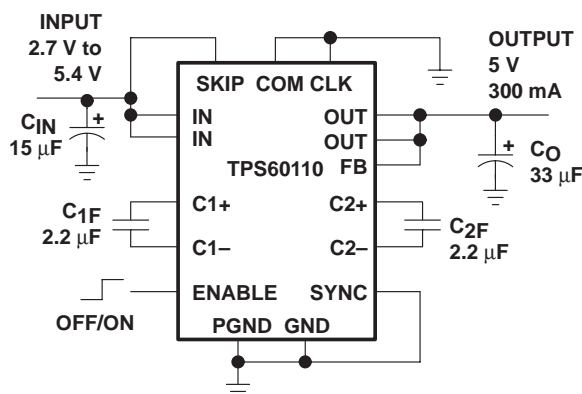 INPUT
2.7 V to
5.4 V
OUTPUT
5 V
300 mA
SKIP COM CLK
IN OUT
IN OUT
TPS60110 FB
CIN
15 μF
+
+
CO
33 μF
C1F
2.2 μF
C1+ C2+
C1– C2–
C2F
2.2 μF
ENABLE SYNC
OFF/ON
PGND GND